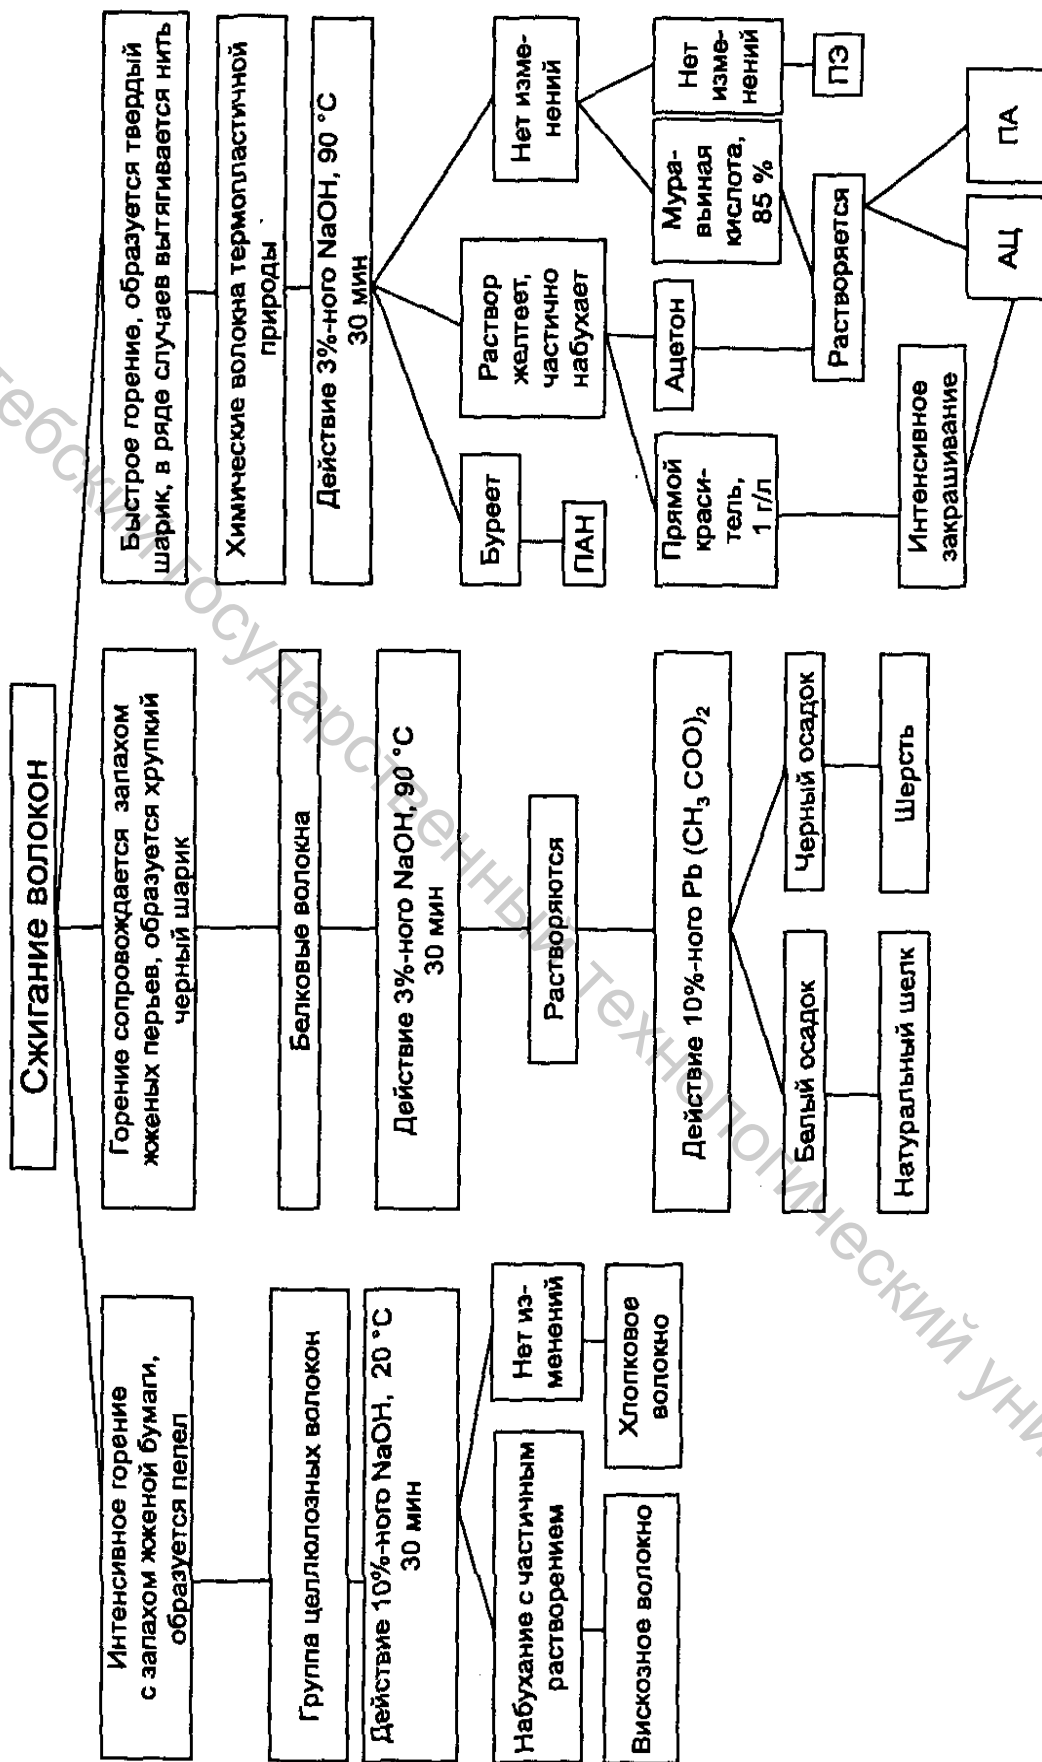 Сжигание волокон
Интенсивное горение
с запахом жженой бумаги,
образуется пепел
Группа целлюлозных волокон
Действие 10%-ного NaOH, 20 °С
30 мин
Набухание с частичным
растворением
Нет из-
менений
Вискозное волокно
Хлопковое
волокно
Горение сопровождается запахом
жженых перьев, образуется хрупкий
черный шарик
Белковые волокна
Действие 3%-ного NaOH, 90 °С
30 мин
Растворяются
Действие 10%-ного Pb (CH₃ COO)₂
Белый осадок
Черный осадок
Натуральный шелк
Шерсть
Быстрое горение, образуется твердый
шарик, в ряде случаев вытягивается нить
Химические волокна термопластичной
природы
Действие 3%-ного NaOH, 90 °С
30 мин
Буреет
Раствор
желтеет,
частично
набухает
Нет изме-
нений
ПАН
Прямой
краси-
тель,
1 г/л
Ацетон
Мура-
вьиная
кислота,
85 %
Нет
изме-
нений
ПЭ
Растворяется
Интенсивное
закрашивание
АЦ
ПА
государственный технологический